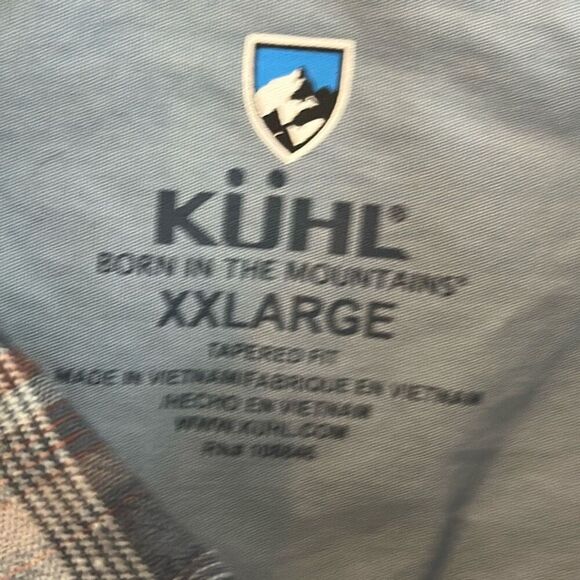 KÜHL®
BORN IN THE MOUNTAINS®
XXLARGE
TAPERED FIT
MADE IN VIETNAM/FABRIQUE EN VIETNAM
/HECHO EN VIETNAM
WWW.KUHL.COM
RN#